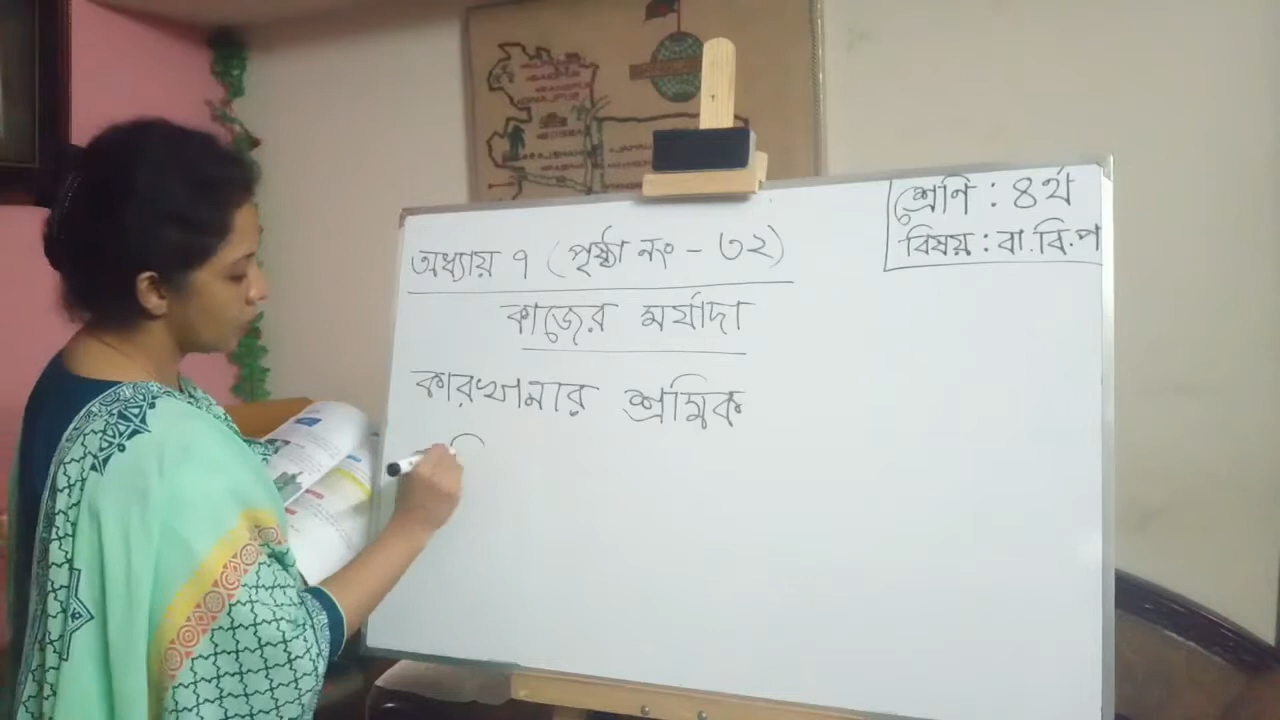 শ্রেণি : ৪র্থ
বিষয় : বা.বি.প
অধ্যায় ৭ (পৃষ্ঠা নং - ৩২)
কাজের মর্যাদা
কারখানার শ্রমিক